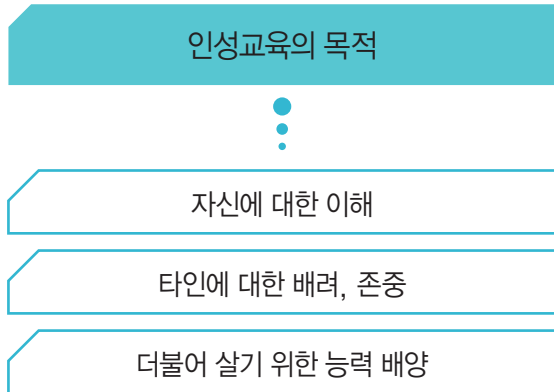 인성교육의 목적
자신에 대한 이해
타인에 대한 배려, 존중
더불어 살기 위한 능력 배양